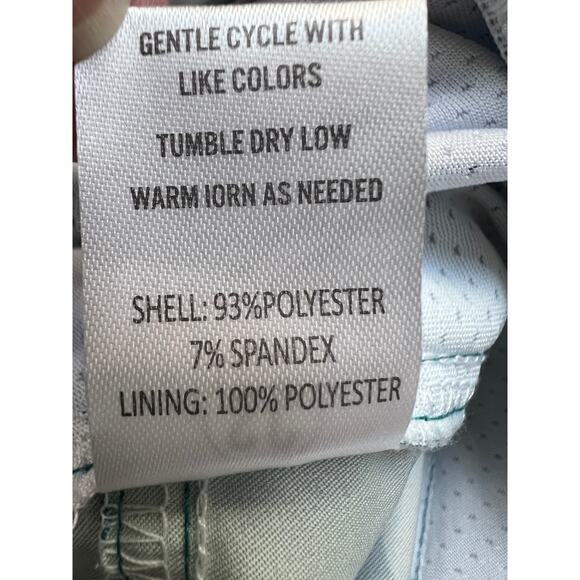 GENTLE CYCLE WITH
LIKE COLORS
TUMBLE DRY LOW
WARM IORN AS NEEDED
SHELL: 93%POLYESTER
7% SPANDEX
LINING: 100% POLYESTER